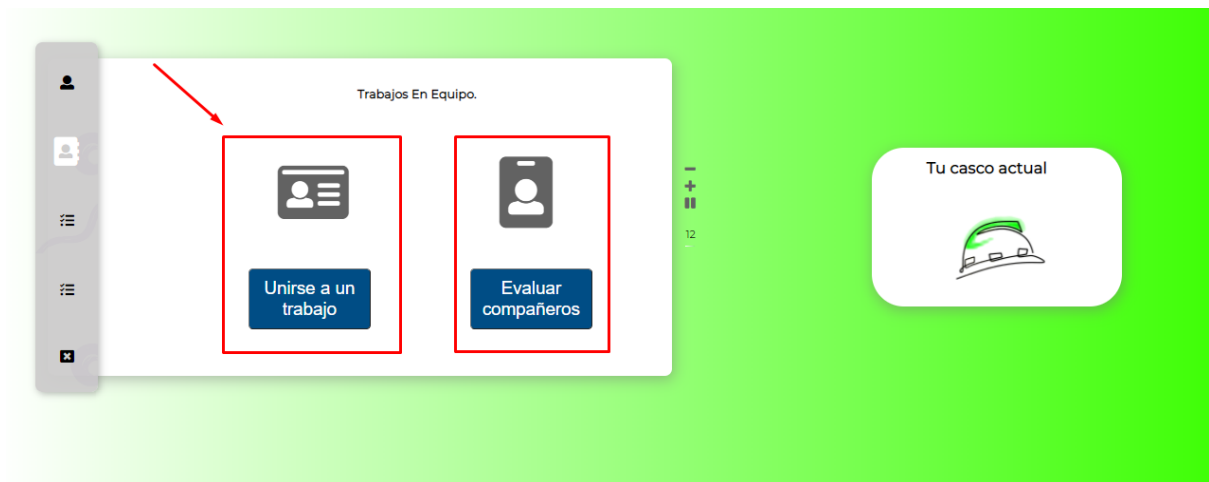 Trabajos En Equipo.
Unirse a un
trabajo
Evaluar
compañeros
12
Tu casco actual